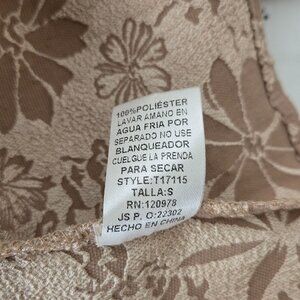 100%POLIÉSTER
LAVAR AMANO EN
AGUA FRIA POR
SEPARADO NO USE
BLANQUEADOR
CUELGUE LA PRENDA
PARA SECAR
STYLE:T17115
TALLA:S
RN:120978
JS P. O:22302
HECHO EN CHINA